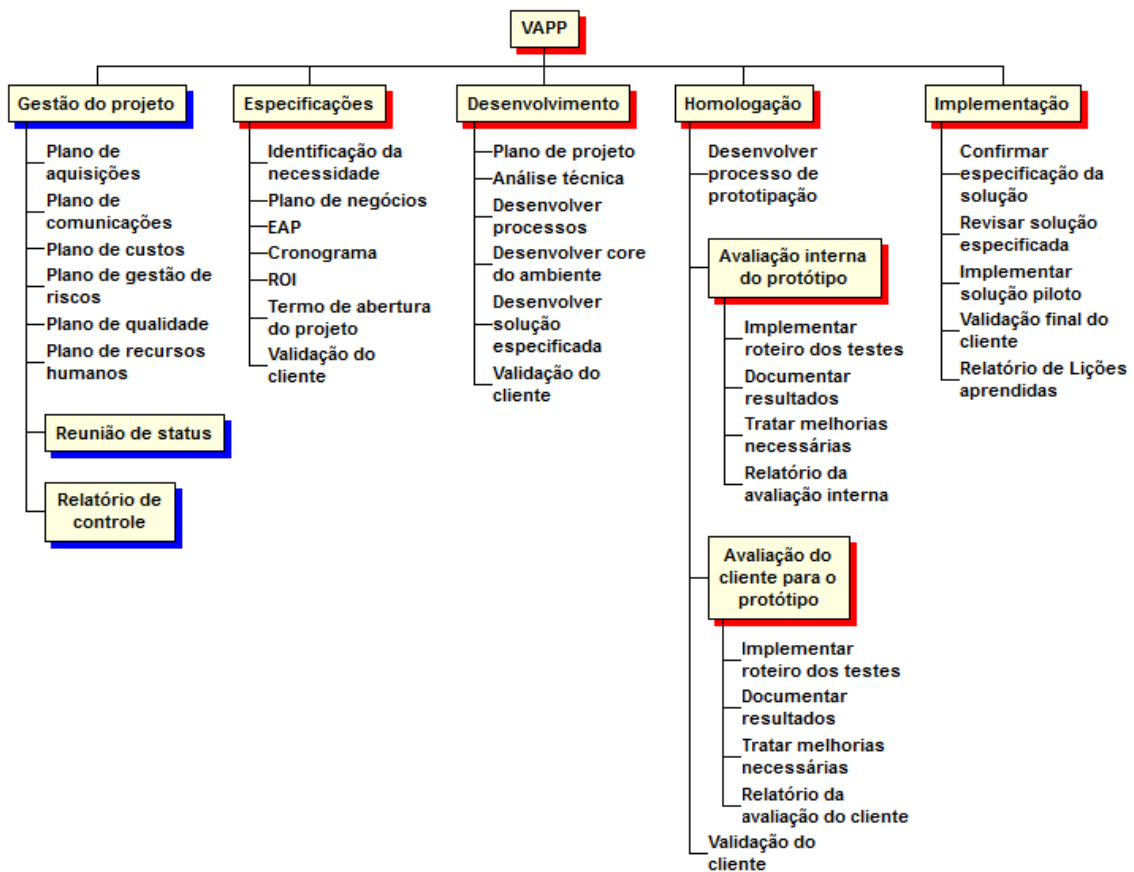 VAPP
Gestão do projeto
Plano de
aquisições
Plano de
comunicações
Plano de custos
Plano de gestão de
riscos
Plano de qualidade
Plano de recursos
humanos
Reunião de status
Relatório de
controle
Especificações
Identificação da
necessidade
Plano de negócios
EAP
Cronograma
ROI
Termo de abertura
do projeto
Validação do
cliente
Desenvolvimento
Plano de projeto
Análise técnica
Desenvolver
processos
Desenvolver core
do ambiente
Desenvolver
solução
especificada
Validação do
cliente
Homologação
Desenvolver
processo de
prototipação
Avaliação interna
do protótipo
Implementar
roteiro dos testes
Documentar
resultados
Tratar melhorias
necessárias
Relatório da
avaliação interna
Avaliação do
cliente para o
protótipo
Implementar
roteiro dos testes
Documentar
resultados
Tratar melhorias
necessárias
Relatório da
avaliação do cliente
Validação do
cliente
Implementação
Confirmar
especificação da
solução
Revisar solução
especificada
Implementar
solução piloto
Validação final do
cliente
Relatório de Lições
aprendidas